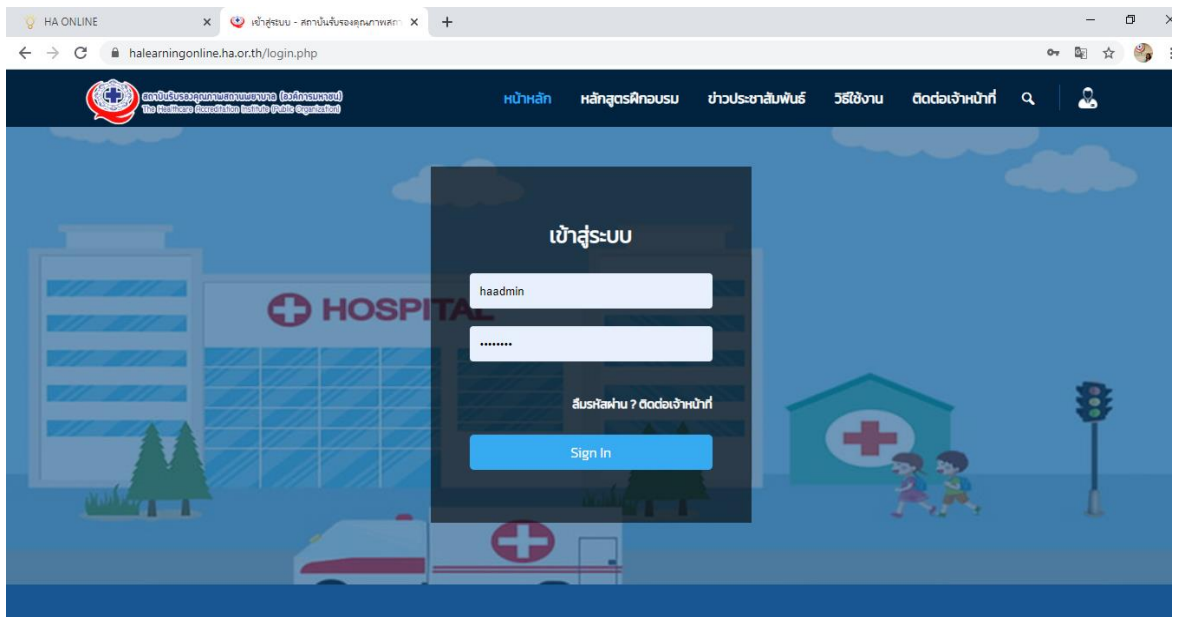 HA ONLINE
เข้าสู่ระบบ - สถาบันรับรองคุณภาพสถา
halearningonline.ha.or.th/login.php
สถาบันรับรองคุณภาพสถานพยาบาล (องค์การมหาชน)
The Healthcare Accreditation Institute (Public Organization)
หน้าหลัก หลักสูตรฝึกอบรม ข่าวประชาสัมพันธ์ วิธีใช้งาน ติดต่อเจ้าหน้าที่
เข้าสู่ระบบ
haadmin
••••••••
HOSPITAL
ลืมรหัสผ่าน ? ติดต่อเจ้าหน้าที่
Sign In